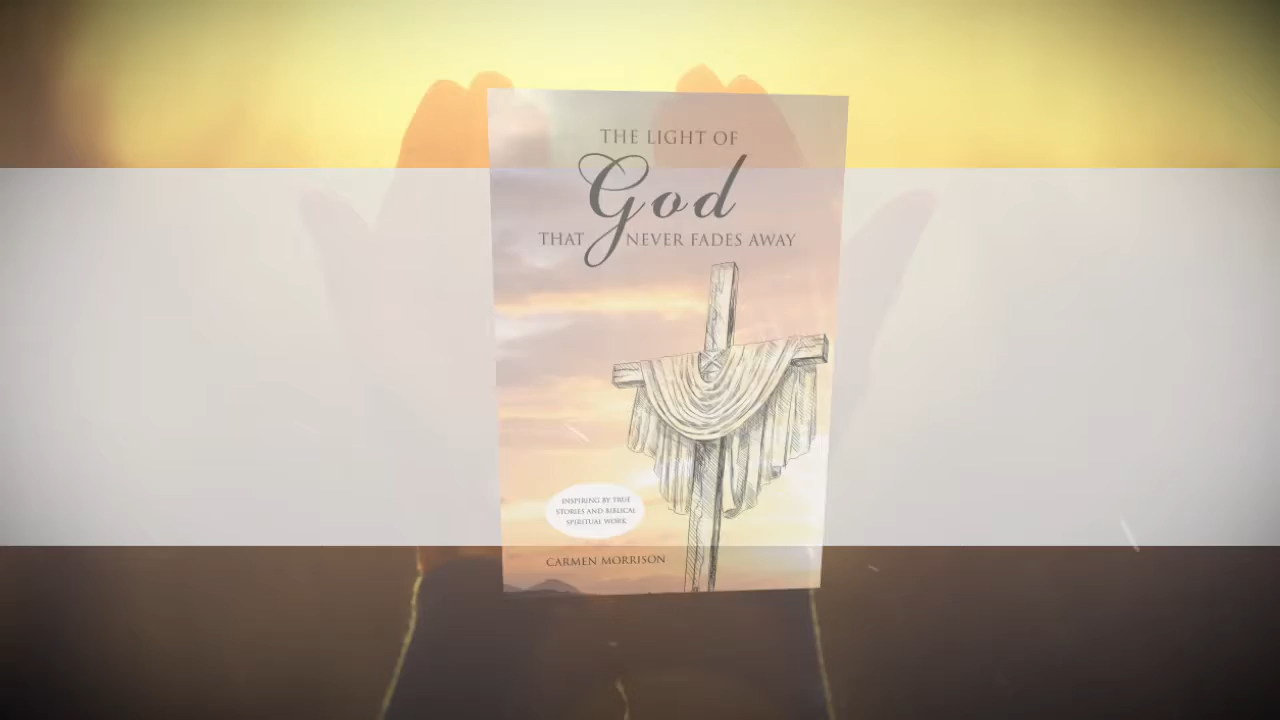 THE LIGHT OF
God
THAT NEVER FADES AWAY
INSPIRING BY TRUE
STORIES AND BIBLICAL
SPIRITUAL WORK
CARMEN MORRISON